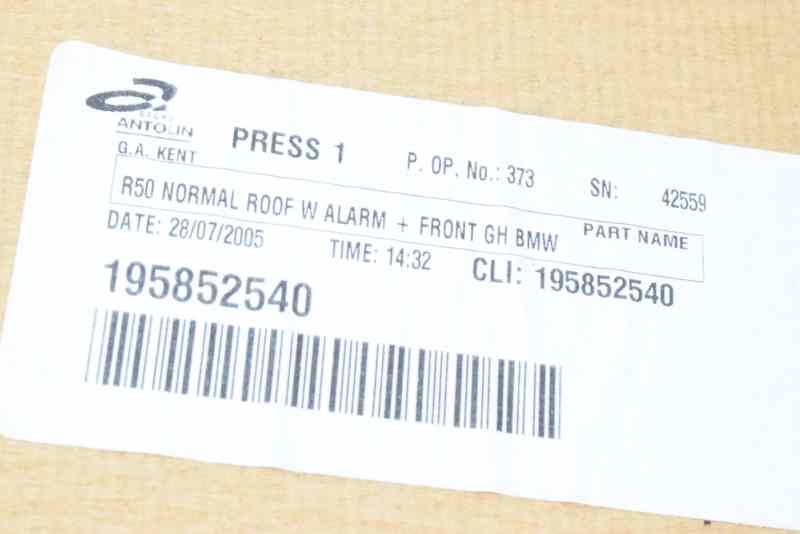 GRUPO
ANTOLIN
G.A. KENT
PRESS 1
P. OP. No.: 373
SN: 42559
R50 NORMAL ROOF W ALARM + FRONT GH BMW
PART NAME
DATE: 28/07/2005
TIME: 14:32
CLI: 195852540
195852540